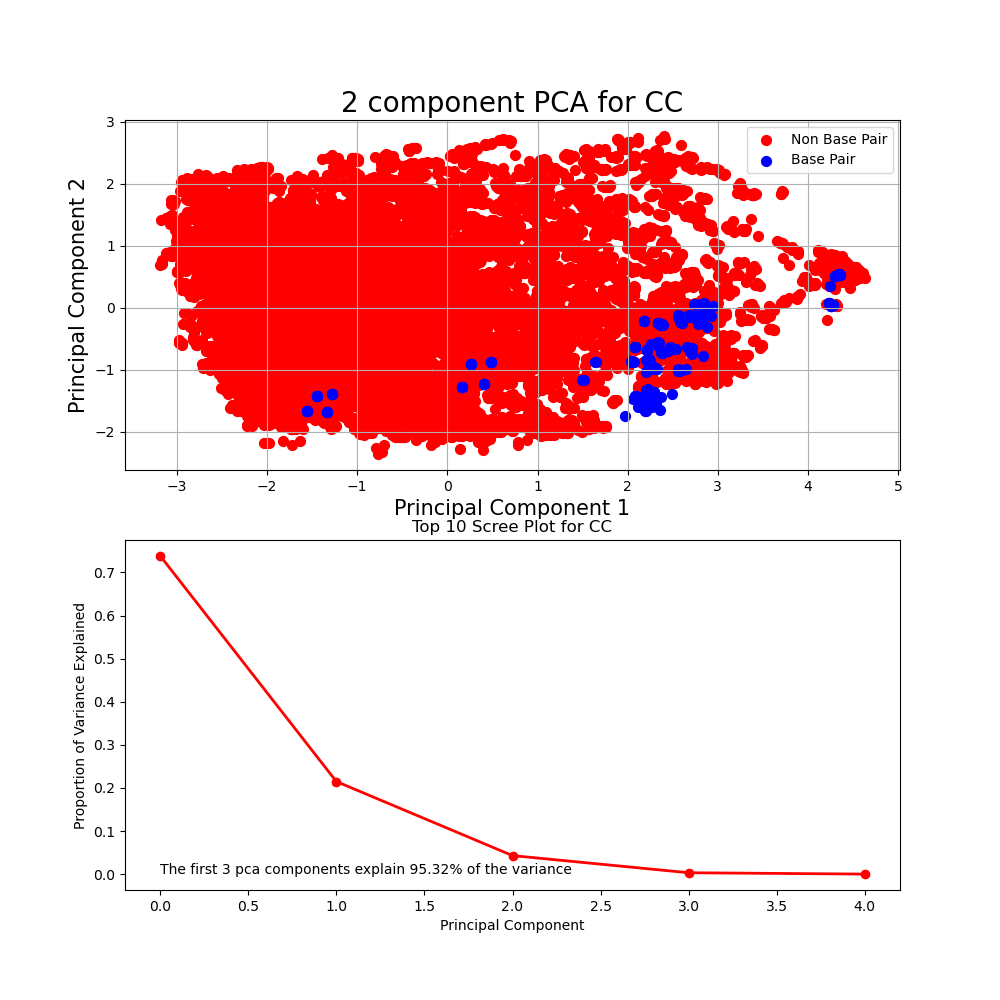 2 component PCA for CC
Principal Component 2
3
2
1
0
−1
−2
Non Base Pair
Base Pair
−3 −2 −1 0 1 2 3 4 5
Principal Component 1
Top 10 Scree Plot for CC
Proportion of Variance Explained
0.7
0.6
0.5
0.4
0.3
0.2
0.1
0.0
The first 3 pca components explain 95.32% of the variance
0.0 0.5 1.0 1.5 2.0 2.5 3.0 3.5 4.0
Principal Component